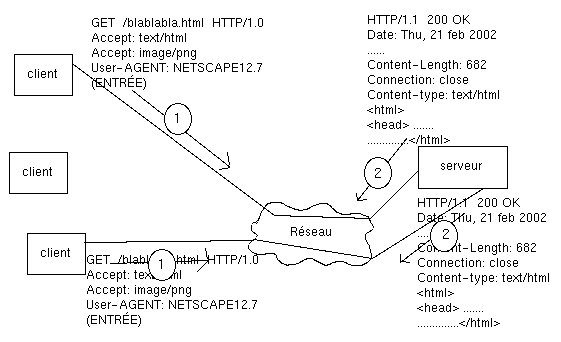 GET /blablabla.html HTTP/1.0
Accept: text/html
Accept: image/png
User-AGENT: NETSCAPE12.7
(ENTRÉE)
client
1
HTTP/1.1 200 OK
Date: Thu, 21 feb 2002
......
Content-Length: 682
Connection: close
Content-type: text/html
<html>
<head> .......
..............</html>
2
serveur
client
Réseau
client
GET /blablabla.html HTTP/1.0
Accept: text/html
Accept: image/png
User-AGENT: NETSCAPE12.7
(ENTRÉE)
1
HTTP/1.1 200 OK
Date: Thu, 21 feb 2002
......
Content-Length: 682
Connection: close
Content-type: text/html
<html>
<head> .......
..............</html>
2